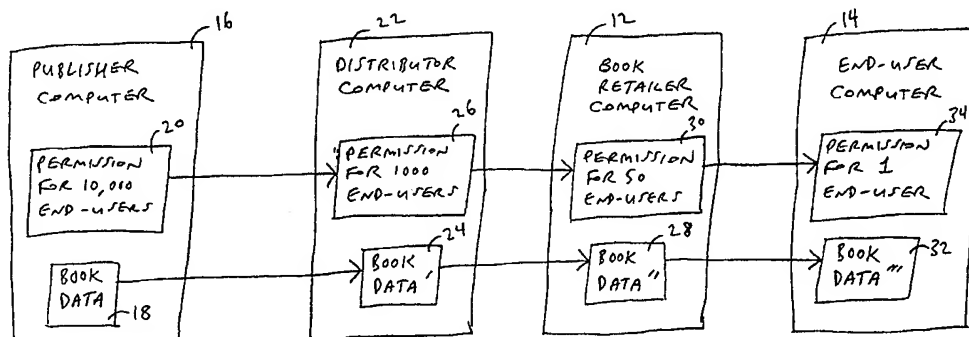 16
PUBLISHER
COMPUTER
20
PERMISSION
FOR 10,000
END-USERS
BOOK
DATA
18
22
DISTRIBUTOR
COMPUTER
26
PERMISSION
FOR 1000
END-USERS
24
BOOK
DATA'
12
BOOK
RETAILER
COMPUTER
30
PERMISSION
FOR 50
END-USERS
28
BOOK
DATA''
14
END-USER
COMPUTER
34
PERMISSION
FOR 1
END-USER
32
BOOK
DATA'''